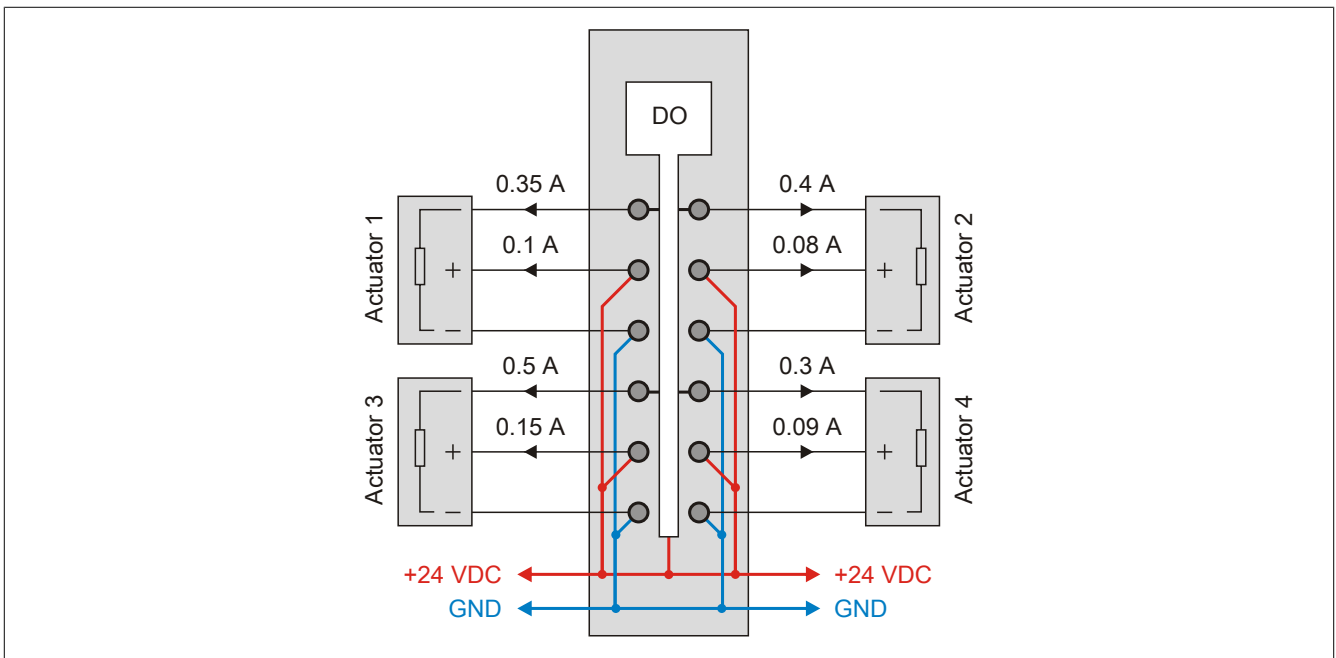 DO
0.35 A
0.4 A
Actuator 1
0.1 A
0.08 A
Actuator 2
+
+
–
–
0.5 A
0.3 A
Actuator 3
0.15 A
0.09 A
Actuator 4
+
+
–
–
+24 VDC
+24 VDC
GND
GND